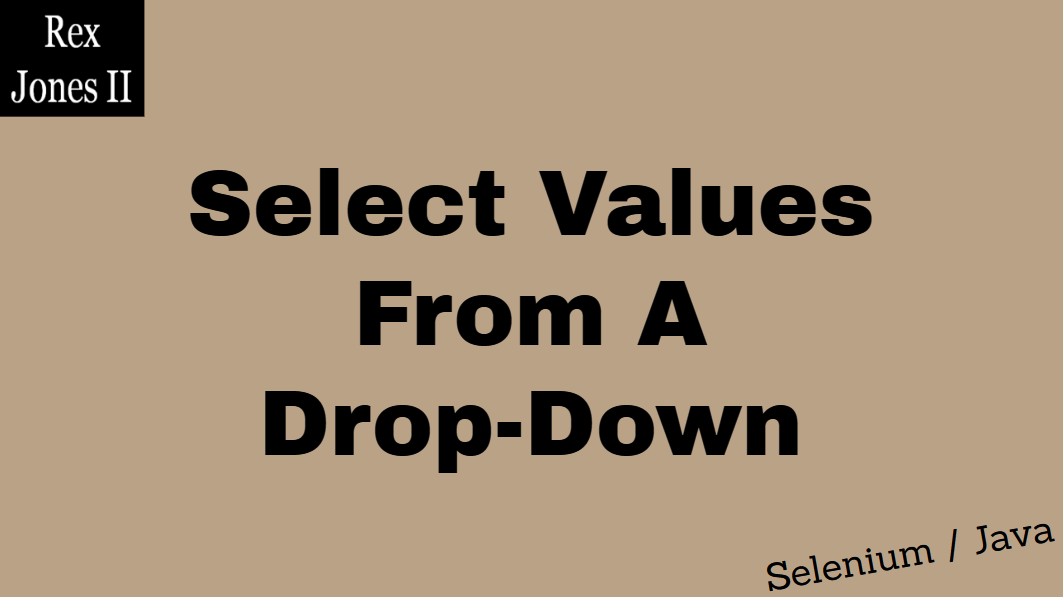 Rex
Jones II
Select Values
From A
Drop-Down
Selenium / Java